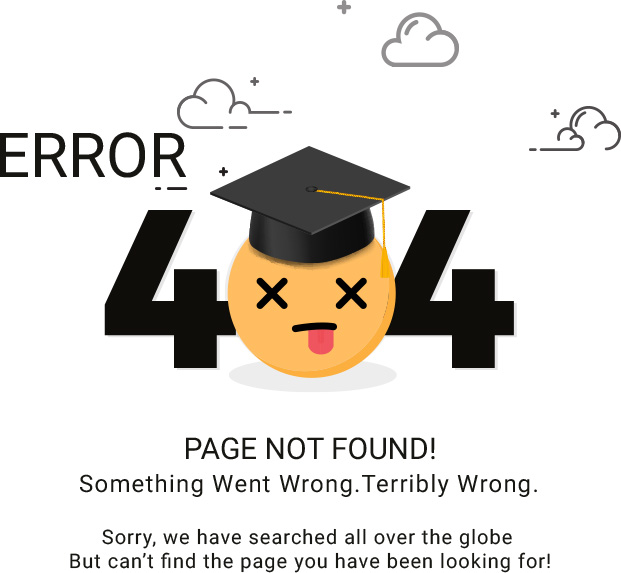 ERROR
404
PAGE NOT FOUND!
Something Went Wrong.Terribly Wrong.
Sorry, we have searched all over the globe
But can’t find the page you have been looking for!